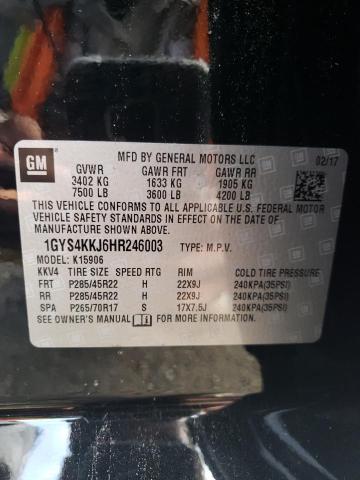 GM
MFD BY GENERAL MOTORS LLC 02/17
GVWR GAWR FRT GAWR RR
3402 KG 1633 KG 1905 KG
7500 LB 3600 LB 4200 LB
THIS VEHICLE CONFORMS TO ALL APPLICABLE U.S. FEDERAL MOTOR
VEHICLE SAFETY STANDARDS IN EFFECT ON THE DATE OF
MANUFACTURE SHOWN ABOVE.
1GYS4KKJ6HR246003 TYPE: M.P.V.
MODEL: K15906
KKV4 TIRE SIZE SPEED RTG RIM COLD TIRE PRESSURE
FRT P285/45R22 H 22X9J 240KPA(35PSI)
RR P285/45R22 H 22X9J 240KPA(35PSI)
SPA P265/70R17 S 17X7.5J 240KPA(35PSI)
SEE OWNER'S MANUAL FOR MORE INFORMATION.